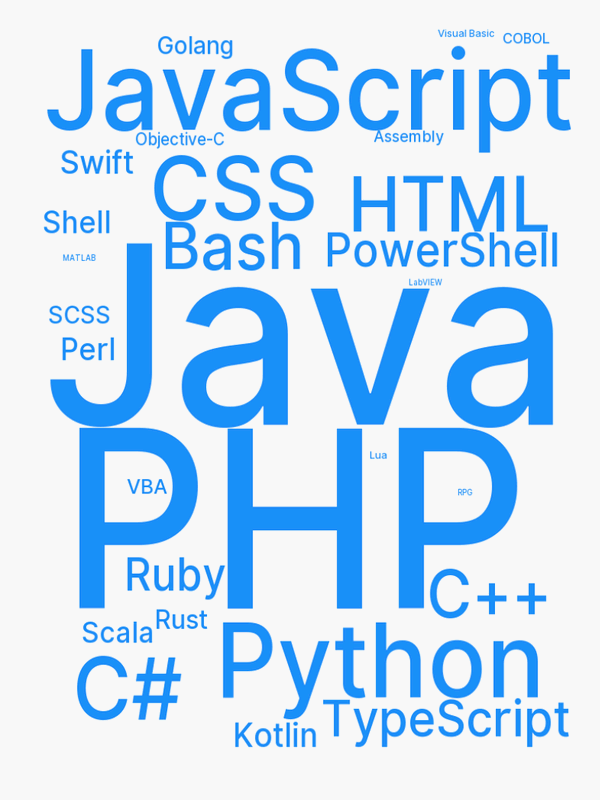 Visual Basic
COBOL
Golang
JavaScript
Objective-C
Assembly
Swift
CSS
HTML
Shell
Bash
PowerShell
MATLAB
LabVIEW
Java
SCSS
Perl
PHP
Lua
VBA
RPG
Ruby
C++
Rust
Scala
Python
C#
TypeScript
Kotlin